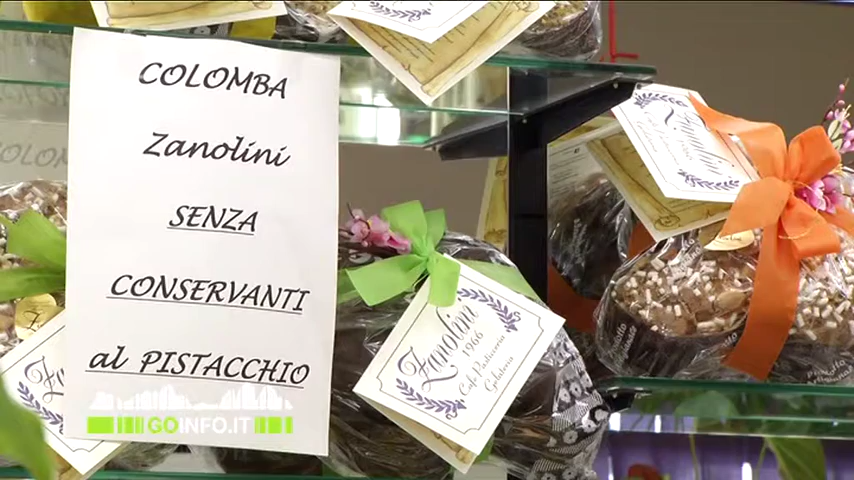 COLOMBA
Zanolini
SENZA
CONSERVANTI
al PISTACCHIO
GOINFO.IT
Zanolini
1966
Cafè Pasticceria
Gelateria